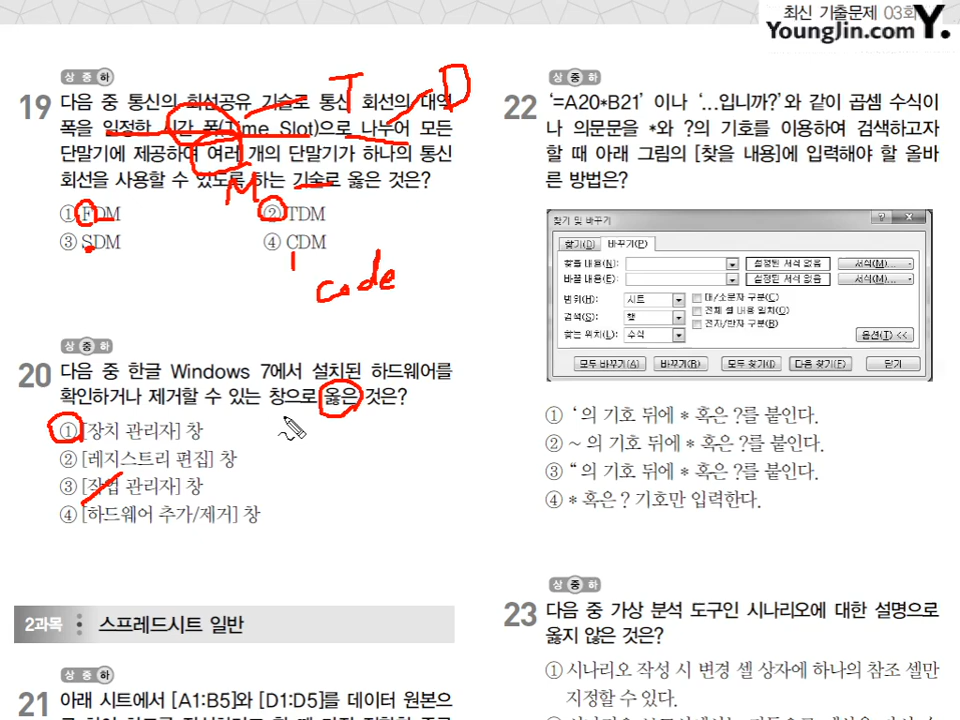 최신 기출문제 03회
YoungJin.com Y.
상 중 하
19 다음 중 통신의 회선공유 기술로 통신 회선의 대역
폭을 일정한 시간 폭(Time Slot)으로 나누어 모든
단말기에 제공하여 여러 개의 단말기가 하나의 통신
회선을 사용할 수 있도록 하는 기술로 옳은 것은?
T
D
M
① FDM ② TDM
③ SDM ④ CDM
code
상 중 하
20 다음 중 한글 Windows 7에서 설치된 하드웨어를
확인하거나 제거할 수 있는 창으로 옳은 것은?
① [장치 관리자] 창
② [레지스트리 편집] 창
③ [작업 관리자] 창
④ [하드웨어 추가/제거] 창
2과목 스프레드시트 일반
상 중 하
21 아래 시트에서 [A1:B5]와 [D1:D5]를 데이터 원본으
상 중 하
22 ‘=A20*B21’ 이나 ‘…입니까?’와 같이 곱셈 수식이
나 의문문을 *와 ?의 기호를 이용하여 검색하고자
할 때 아래 그림의 [찾을 내용]에 입력해야 할 올바
른 방법은?
찾기 및 바꾸기
찾기(D) 바꾸기(P)
찾을 내용(N): 설정된 서식 없음 서식(M)...
바꿀 내용(E): 설정된 서식 없음 서식(M)...
범위(H): 시트 대/소문자 구분(C)
전체 셀 내용 일치(O)
검색(S): 행 전자/반자 구분(B)
찾는 위치(L): 수식 옵션(T) <<
모두 바꾸기(A) 바꾸기(R) 모두 찾기(I) 다음 찾기(F) 닫기
① ‘ 의 기호 뒤에 * 혹은 ?를 붙인다.
② ~ 의 기호 뒤에 * 혹은 ?를 붙인다.
③ “ 의 기호 뒤에 * 혹은 ?를 붙인다.
④ * 혹은 ? 기호만 입력한다.
상 중 하
23 다음 중 가상 분석 도구인 시나리오에 대한 설명으로
옳지 않은 것은?
① 시나리오 작성 시 변경 셀 상자에 하나의 참조 셀만
지정할 수 있다.